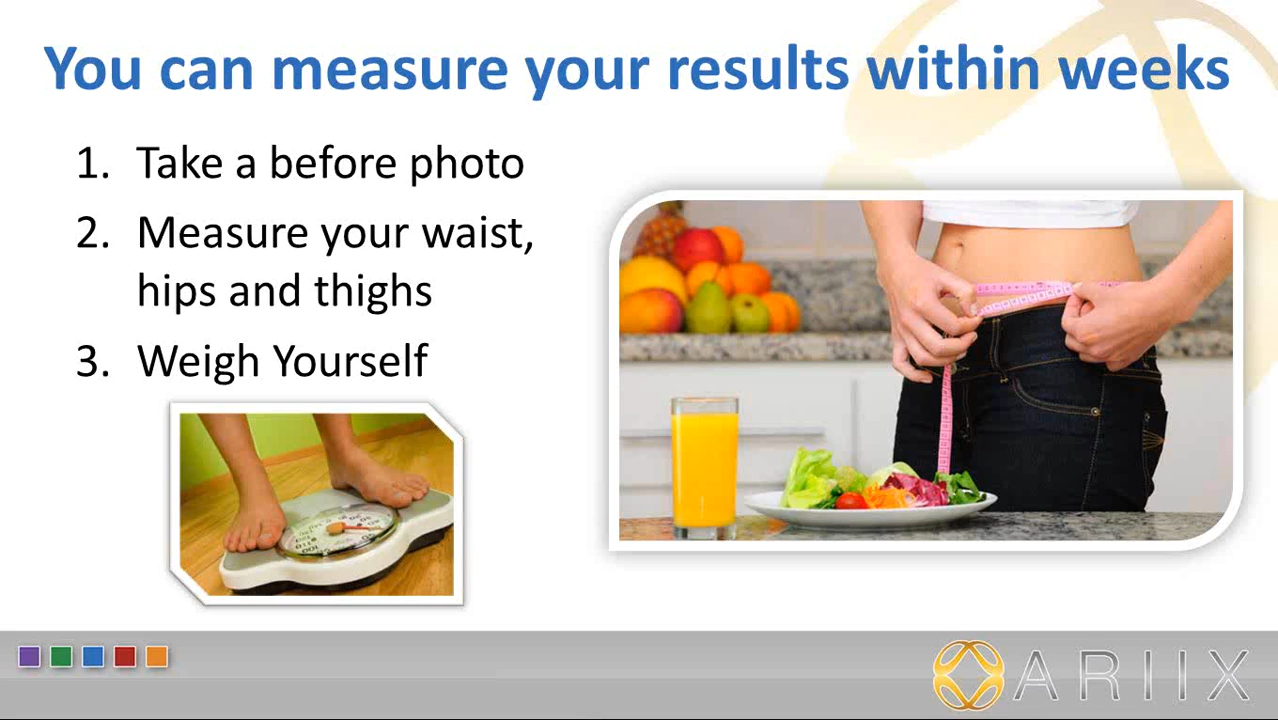 You can measure your results within weeks
1. Take a before photo
2. Measure your waist,
hips and thighs
3. Weigh Yourself
ARIIX